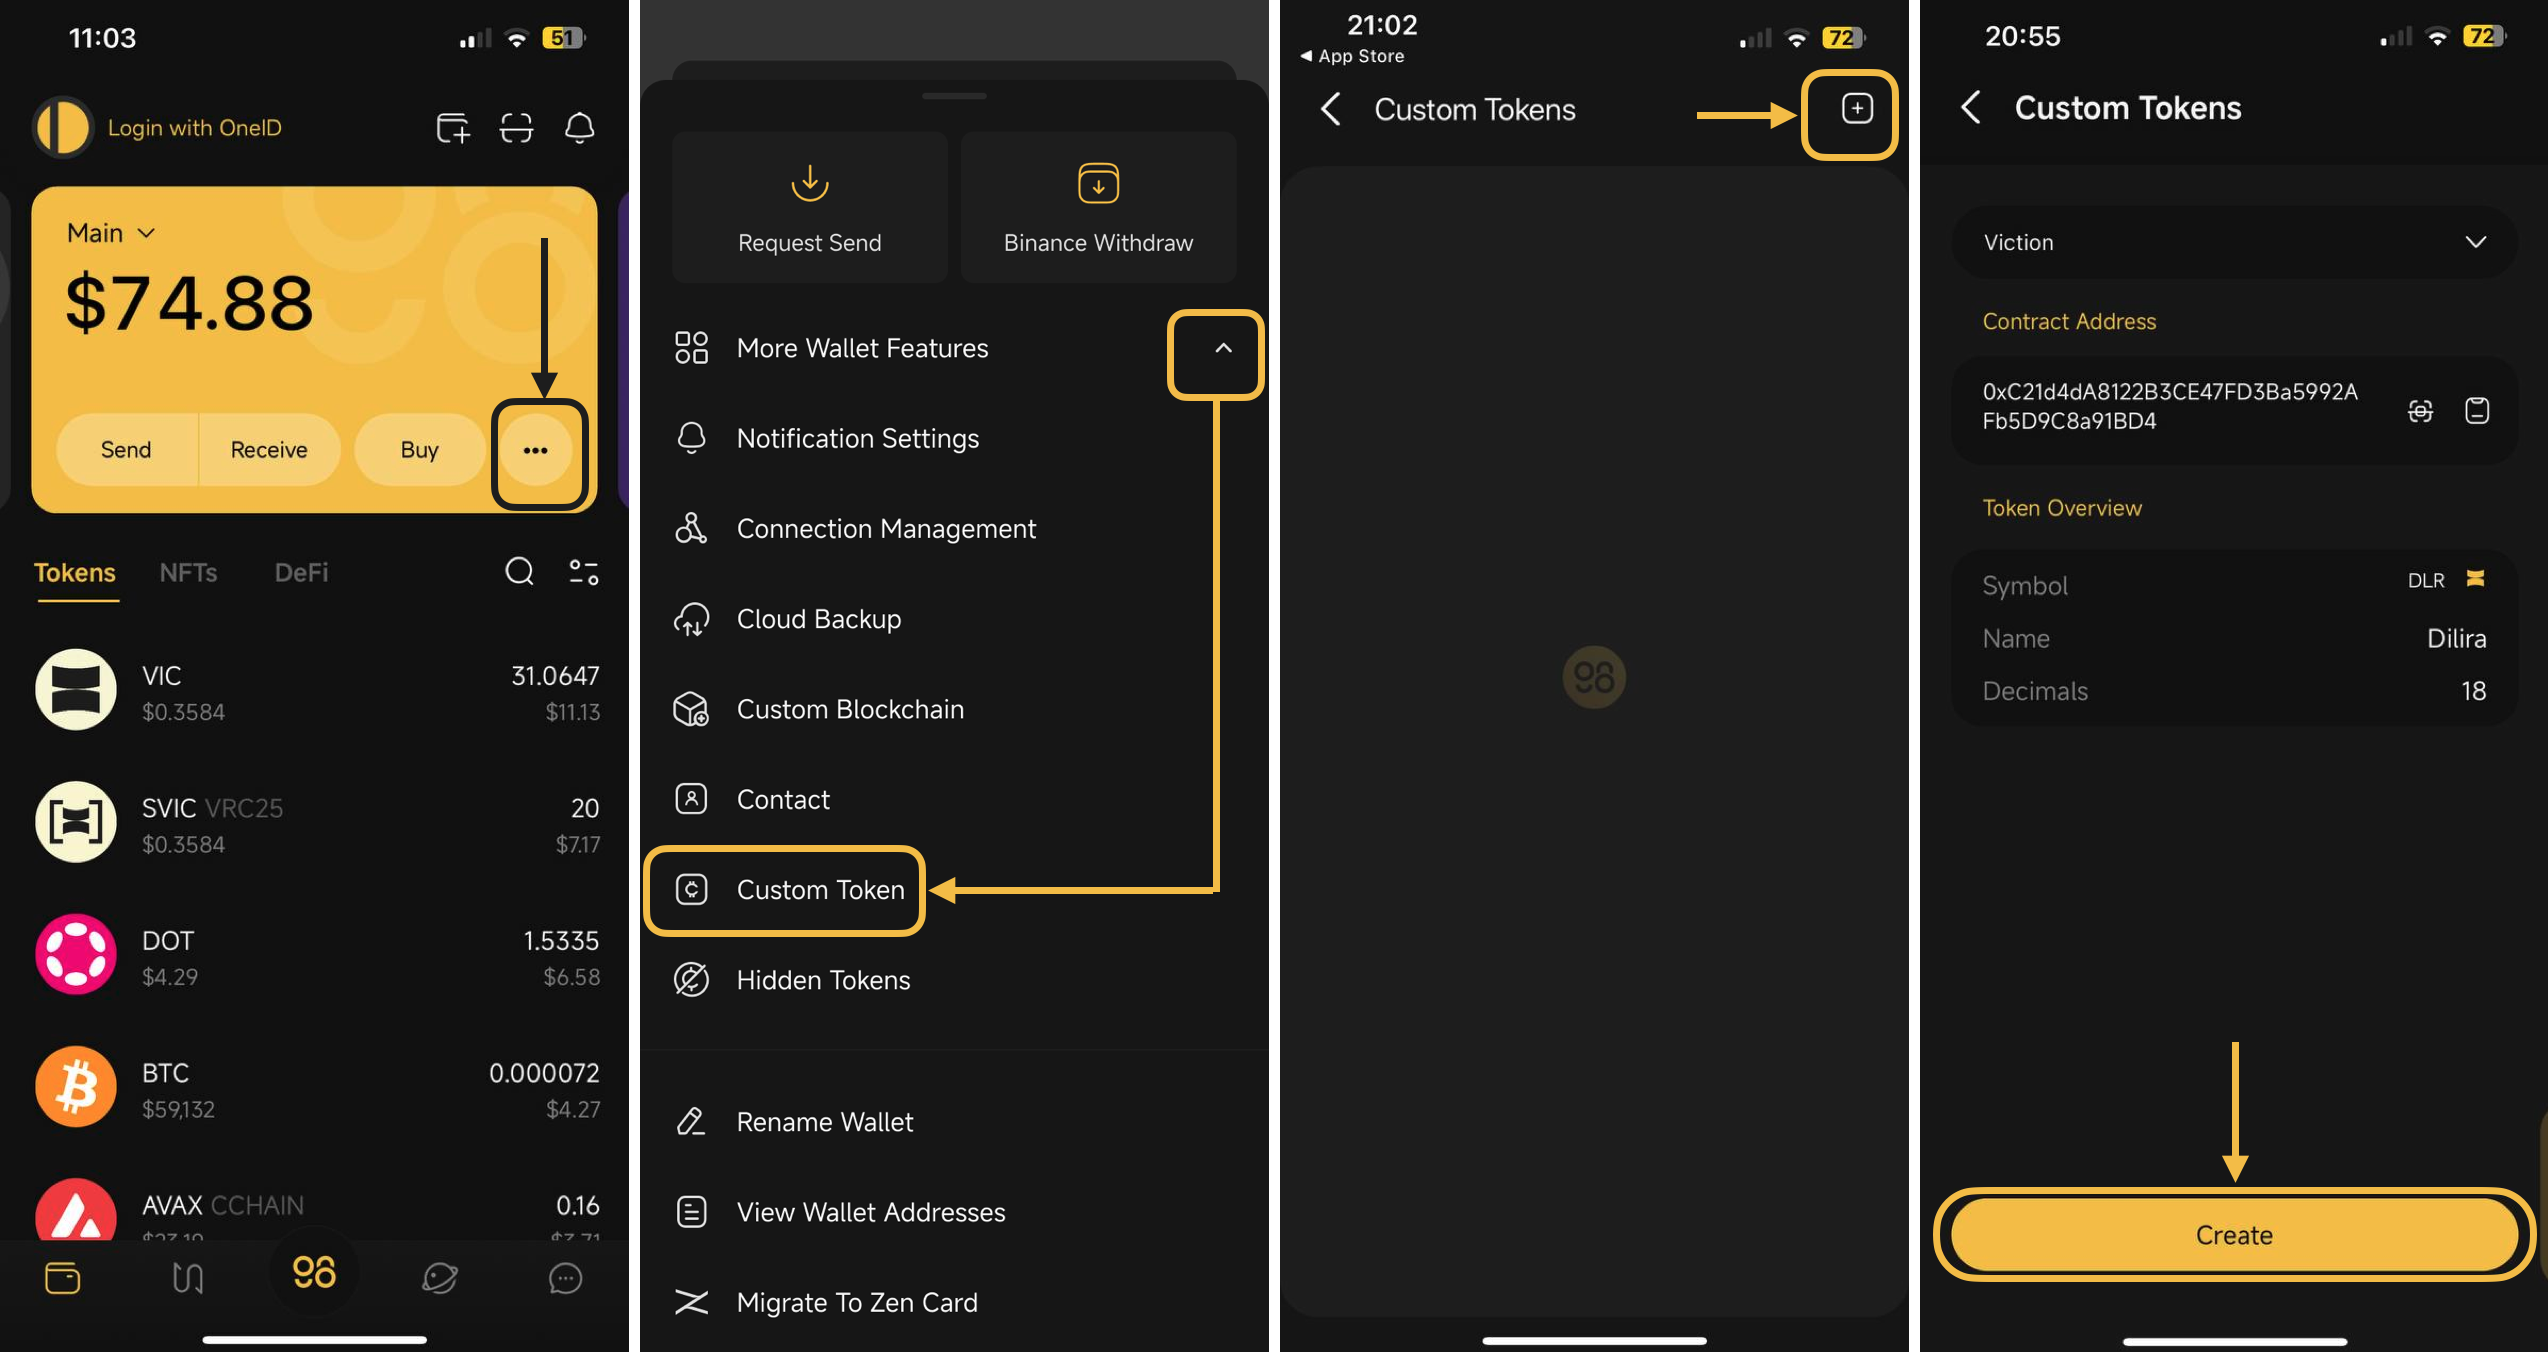 11:03
51
Login with OneID
Main
$74.88
Send
Receive
Buy
Tokens
NFTs
DeFi
VIC
31.0647
$0.3584
$11.13
SVIC VRC25
20
$0.3584
$7.17
DOT
1.5335
$4.29
$6.58
BTC
0.000072
$59,132
$4.27
AVAX CCHAIN
0.16
98
Request Send
Binance Withdraw
More Wallet Features
Notification Settings
Connection Management
Cloud Backup
Custom Blockchain
Contact
Custom Token
Hidden Tokens
Rename Wallet
View Wallet Addresses
Migrate To Zen Card
21:02
72
App Store
Custom Tokens
98
20:55
72
Custom Tokens
Viction
Contract Address
0xC21d4dA8122B3CE47FD3Ba5992A
Fb5D9C8a91BD4
Token Overview
Symbol
DLR
Name
Dilira
Decimals
18
Create